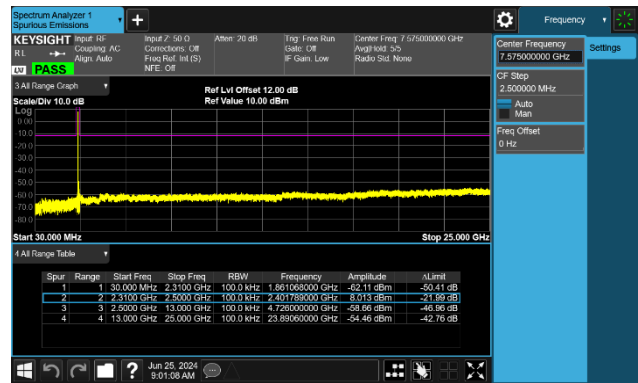 Spectrum Analyzer 1
Spurious Emissions
+
Frequency
KEYSIGHT Input: RF
RL
Coupling: AC
Align: Auto
Input Z: 50 Ω
Corrections: Off
Freq Ref: Int (S)
NFE: Off
Atten: 20 dB
Trig: Free Run
Gate: Off
IF Gain: Low
Center Freq: 7.575000000 GHz
Avg|Hold: 5/5
Radio Std: None
LXI PASS
Center Frequency
7.575000000 GHz
Settings
CF Step
2.500000 MHz
Auto
Man
Freq Offset
0 Hz
3 All Range Graph
Scale/Div 10.0 dB
Ref Lvl Offset 12.00 dB
Ref Value 10.00 dBm
Log
0.00
-10.0
-20.0
-30.0
-40.0
-50.0
-60.0
-70.0
-80.0
Start 30.000 MHz
Stop 25.000 GHz
4 All Range Table
Spur Range Start Freq Stop Freq RBW Frequency Amplitude ΔLimit
1 1 30.000 MHz 2.3100 GHz 100.0 kHz 1.861068000 GHz -62.11 dBm -50.41 dB
2 2 2.3100 GHz 2.5000 GHz 100.0 kHz 2.401789000 GHz 8.013 dBm -21.99 dB
3 3 2.5000 GHz 13.000 GHz 100.0 kHz 4.726000000 GHz -58.66 dBm -46.96 dB
4 4 13.000 GHz 25.000 GHz 100.0 kHz 23.89060000 GHz -54.46 dBm -42.76 dB
?
Jun 25, 2024
9:01:08 AM